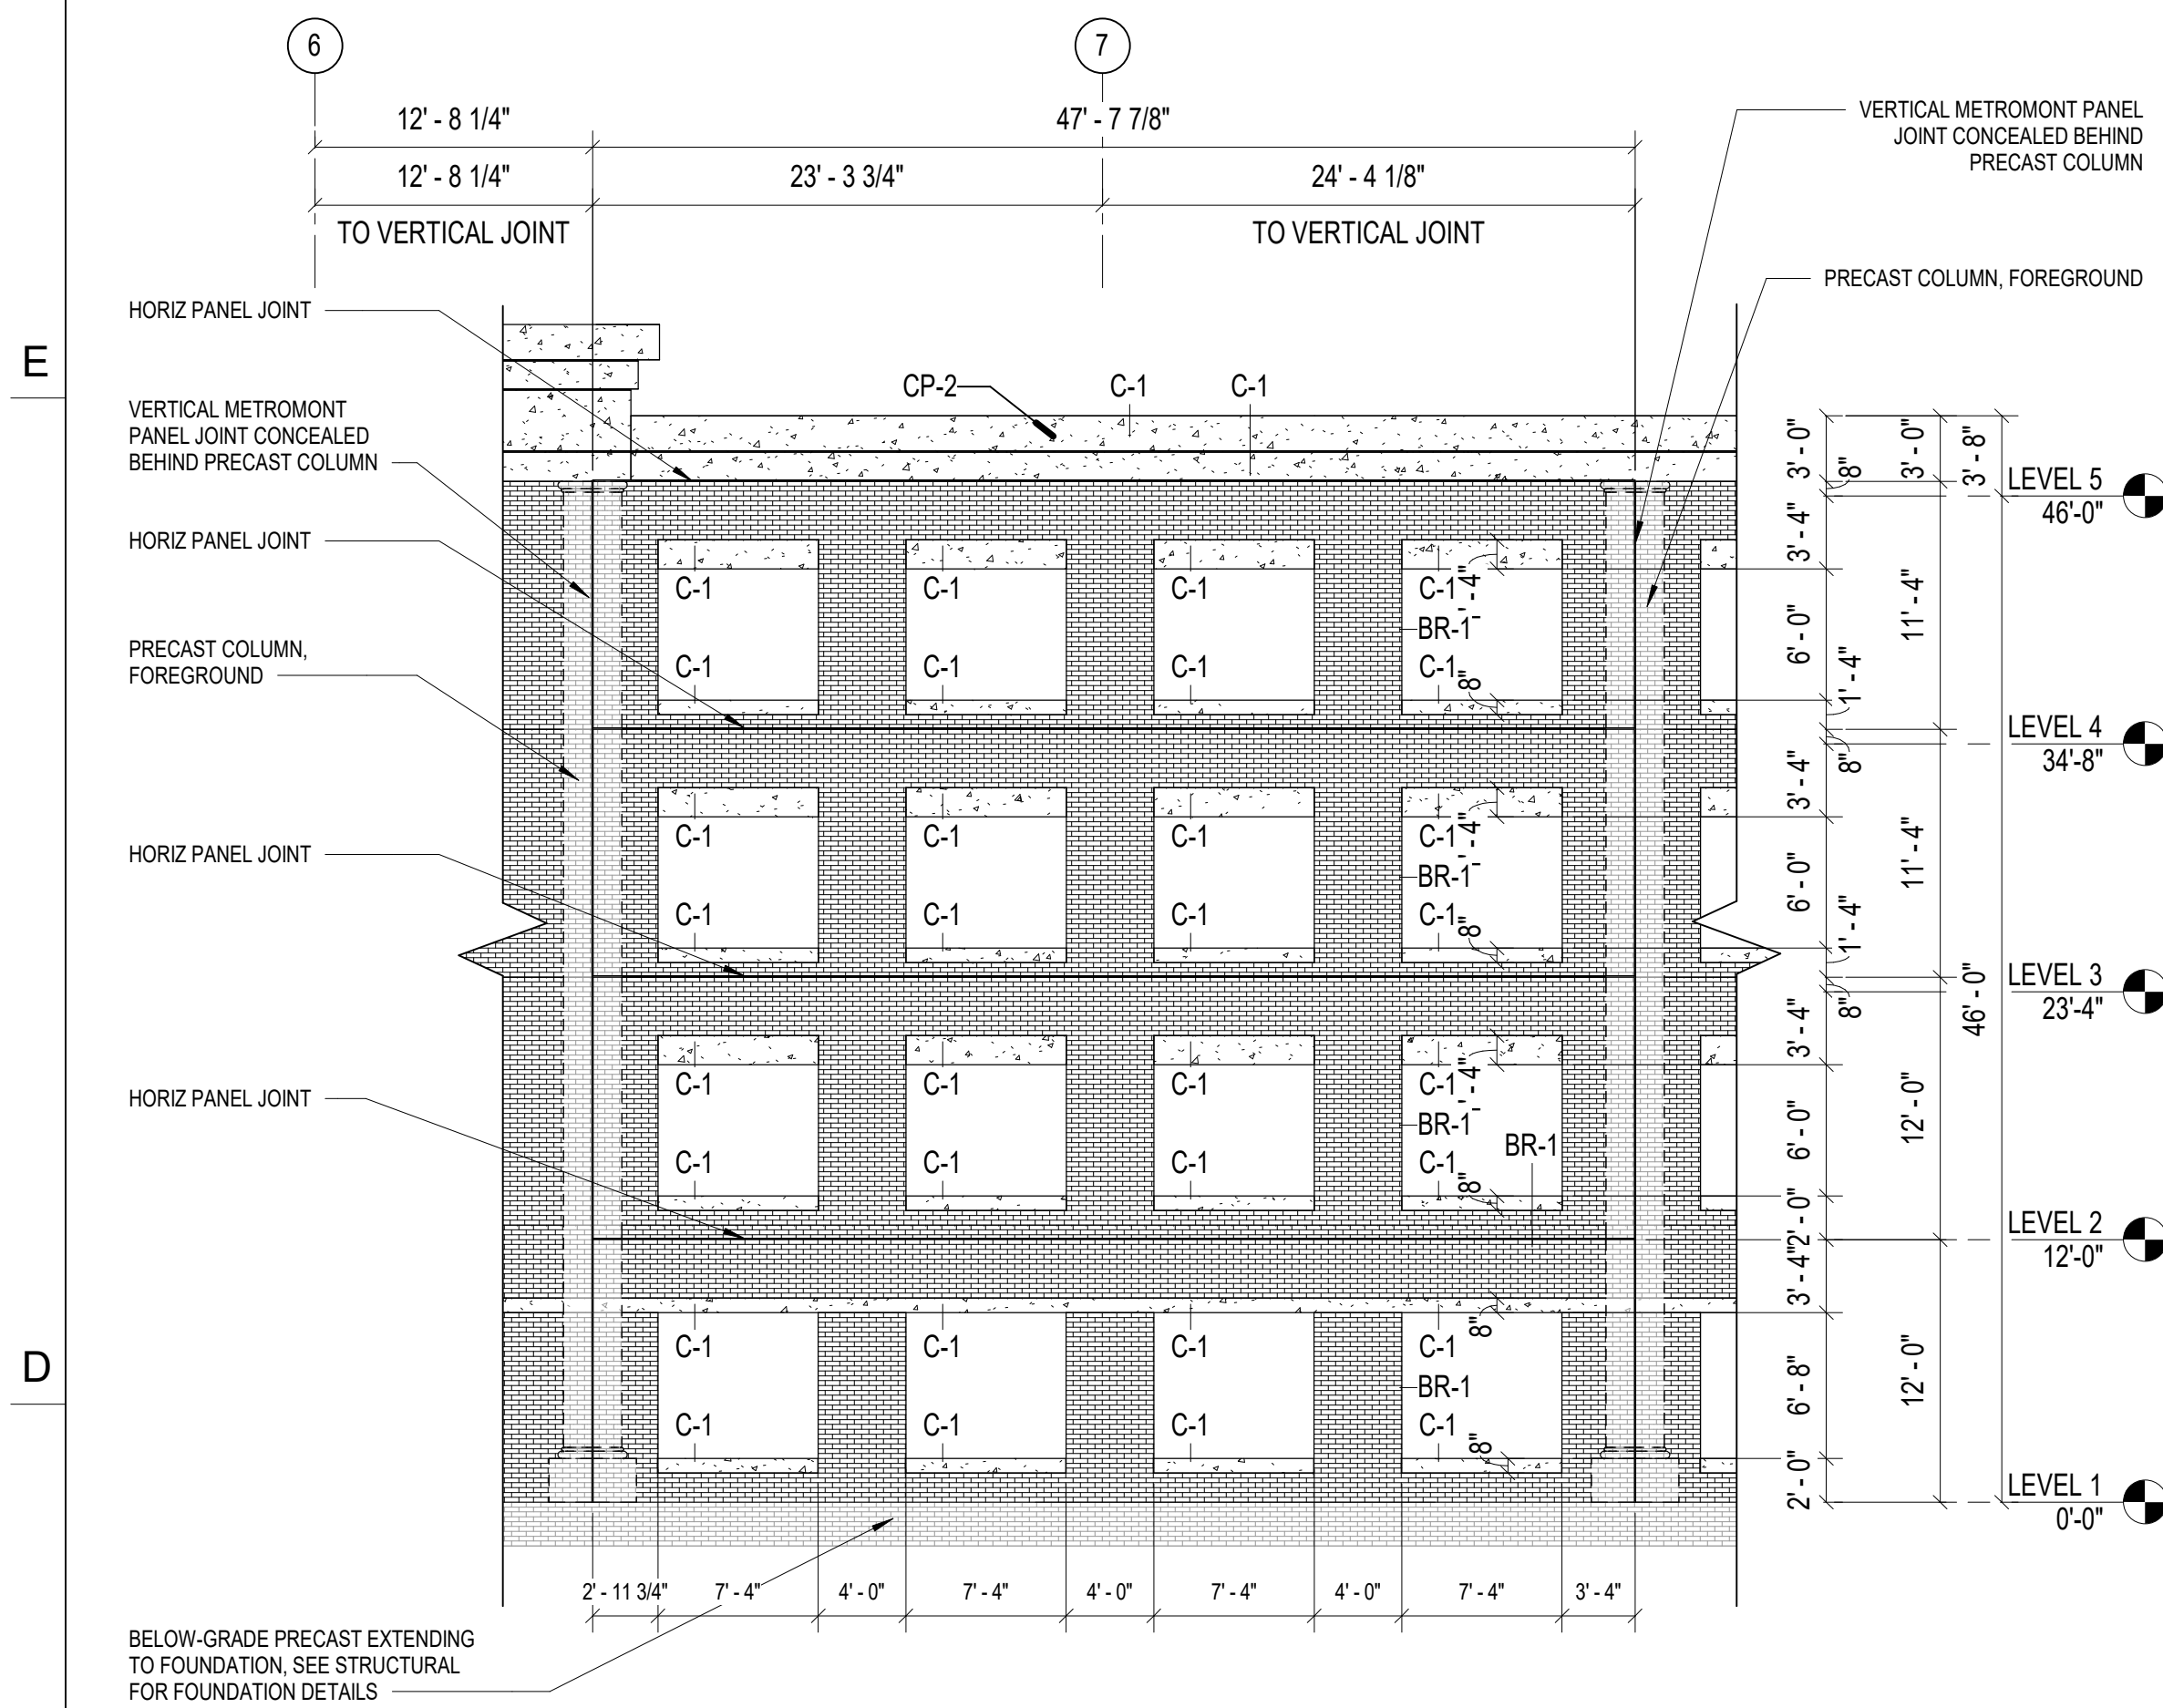 6
7
12' - 8 1/4"
47' - 7 7/8"
12' - 8 1/4"
23' - 3 3/4"
24' - 4 1/8"
TO VERTICAL JOINT
TO VERTICAL JOINT
VERTICAL METROMONT PANEL
JOINT CONCEALED BEHIND
PRECAST COLUMN
PRECAST COLUMN, FOREGROUND
HORIZ PANEL JOINT
E
VERTICAL METROMONT
PANEL JOINT CONCEALED
BEHIND PRECAST COLUMN
HORIZ PANEL JOINT
PRECAST COLUMN,
FOREGROUND
HORIZ PANEL JOINT
HORIZ PANEL JOINT
D
BELOW-GRADE PRECAST EXTENDING
TO FOUNDATION, SEE STRUCTURAL
FOR FOUNDATION DETAILS
CP-2
C-1
C-1
C-1
C-1
C-1
C-1
1'-4"
BR-1
C-1
C-1
C-1
C-1
8"
C-1
C-1
C-1
C-1
1'-4"
BR-1
C-1
C-1
C-1
C-1
8"
C-1
C-1
C-1
C-1
1'-4"
BR-1
BR-1
C-1
C-1
C-1
C-1
8"
C-1
C-1
C-1
C-1
8"
BR-1
C-1
C-1
C-1
C-1
8"
2' - 11 3/4"
7' - 4"
4' - 0"
7' - 4"
4' - 0"
7' - 4"
4' - 0"
7' - 4"
3' - 4"
3' - 0"
8"
3' - 4"
6' - 0"
1' - 4"
8"
3' - 4"
6' - 0"
1' - 4"
8"
3' - 4"
6' - 0"
2' - 0"
3' - 4"
6' - 8"
2' - 0"
3' - 0"
11' - 4"
11' - 4"
12' - 0"
12' - 0"
3' - 8"
46' - 0"
LEVEL 5
46'-0"
LEVEL 4
34'-8"
LEVEL 3
23'-4"
LEVEL 2
12'-0"
LEVEL 1
0'-0"